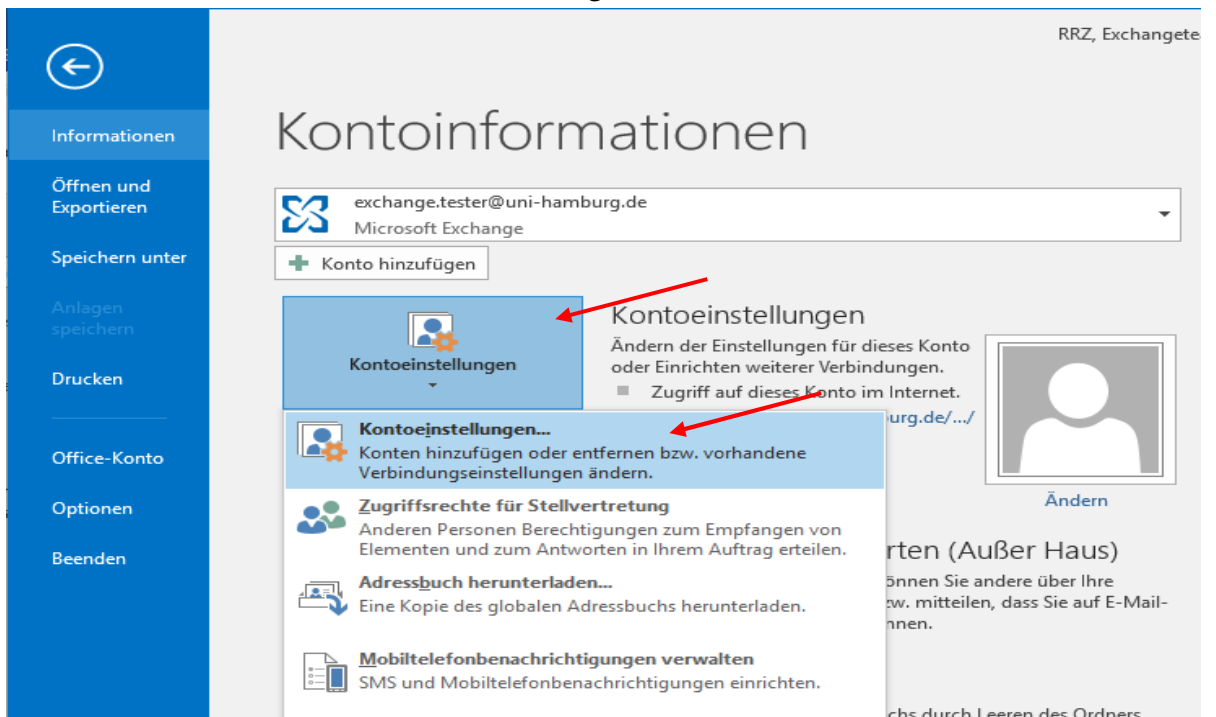 RRZ, Exchangete
Kontoinformationen
Informationen
Öffnen und
Exportieren
Speichern unter
Anlagen
speichern
Drucken
Office-Konto
Optionen
Beenden
exchange.tester@uni-hamburg.de
Microsoft Exchange
Konto hinzufügen
Kontoeinstellungen
Kontoeinstellungen
Ändern der Einstellungen für dieses Konto
oder Einrichten weiterer Verbindungen.
Zugriff auf dieses Konto im Internet.
urg.de/.../
Ändern
Kontoeinstellungen...
Konten hinzufügen oder entfernen bzw. vorhandene
Verbindungseinstellungen ändern.
Zugriffsrechte für Stellvertretung
Anderen Personen Berechtigungen zum Empfangen von
Elementen und zum Antworten in Ihrem Auftrag erteilen.
Adressbuch herunterladen...
Eine Kopie des globalen Adressbuchs herunterladen.
Mobiltelefonbenachrichtigungen verwalten
SMS und Mobiltelefonbenachrichtigungen einrichten.
rten (Außer Haus)
önnen Sie andere über Ihre
zw. mitteilen, dass Sie auf E-Mail-
nnen.
chs durch Leeren des Ordners